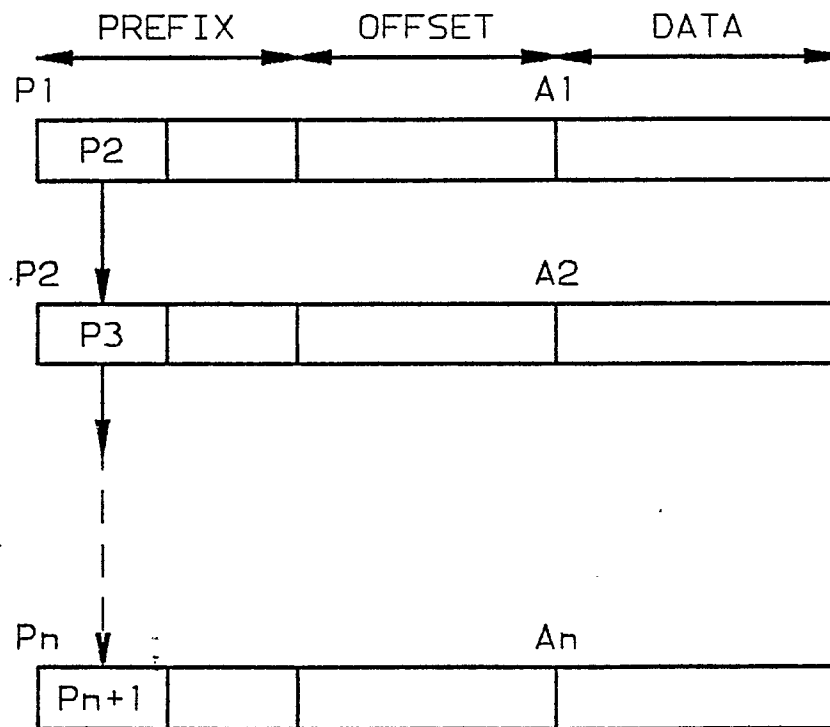 PREFIX OFFSET DATA
P1 A1
P2
P2 A2
P3
Pn An
Pn+1